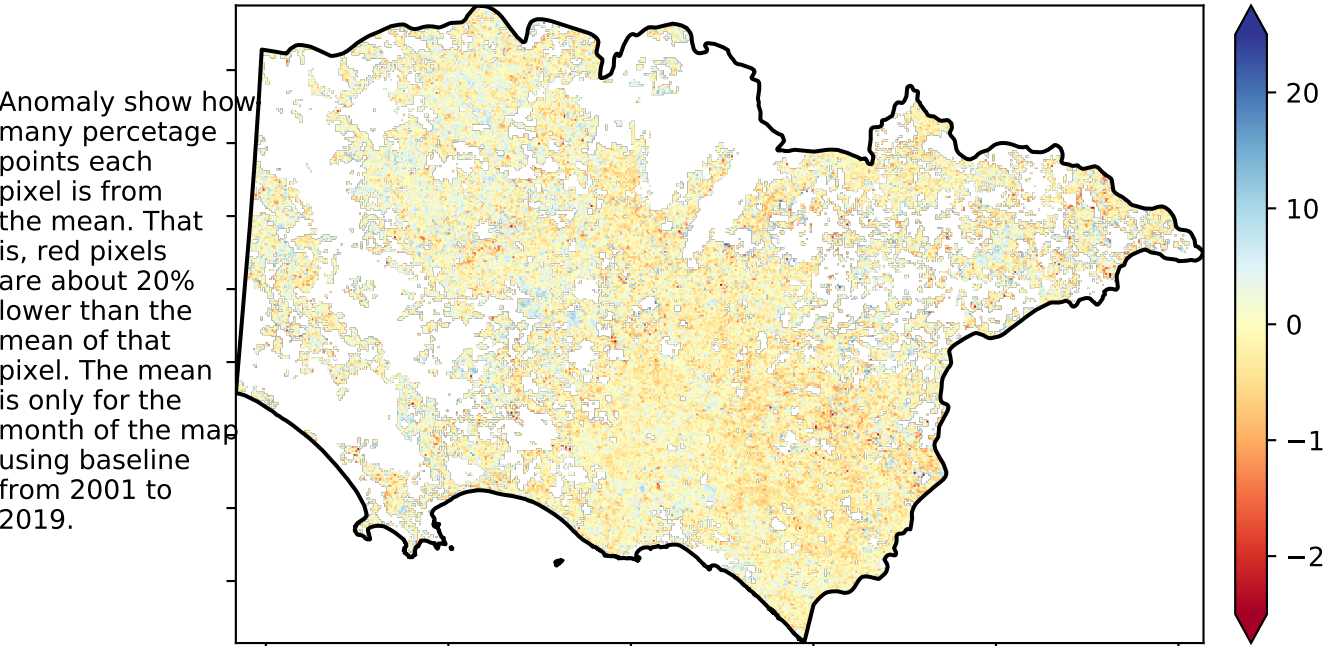 Anomaly show how
many percetage
points each
pixel is from
the mean. That
is, red pixels
are about 20%
lower than the
mean of that
pixel. The mean
is only for the
month of the map
using baseline
from 2001 to
2019.
20
10
0
−1
−2